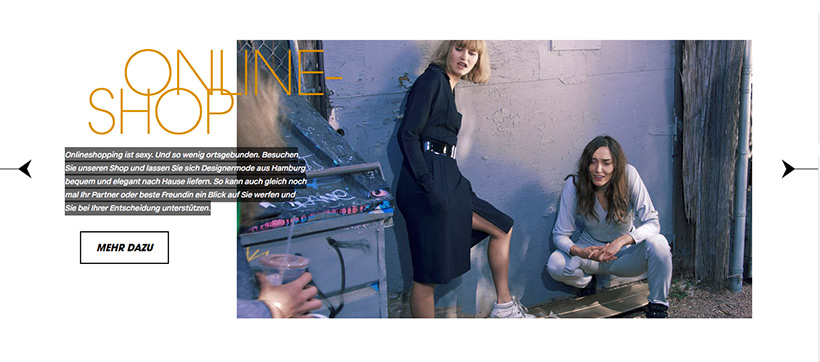 ONLINE-
SHOP
Onlineshopping ist sexy. Und so wenig ortsgebunden. Besuchen
Sie unseren Shop und lassen Sie sich Designermode aus Hamburg
bequem und elegant nach Hause liefern. So kann auch gleich noch
mal Ihr Partner oder beste Freundin ein Blick auf Sie werfen und
Sie bei Ihrer Entscheidung unterstützen.
MEHR DAZU